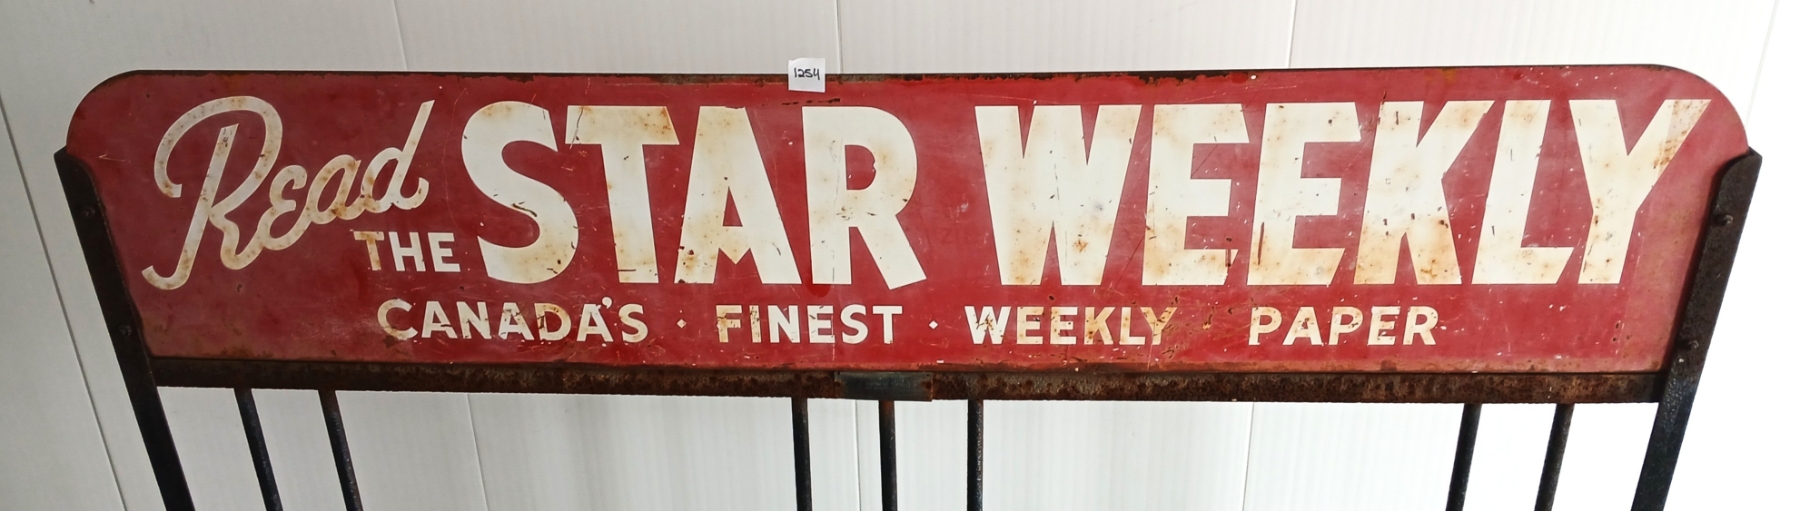 1254
Read
THE STAR WEEKLY
CANADA'S · FINEST · WEEKLY PAPER